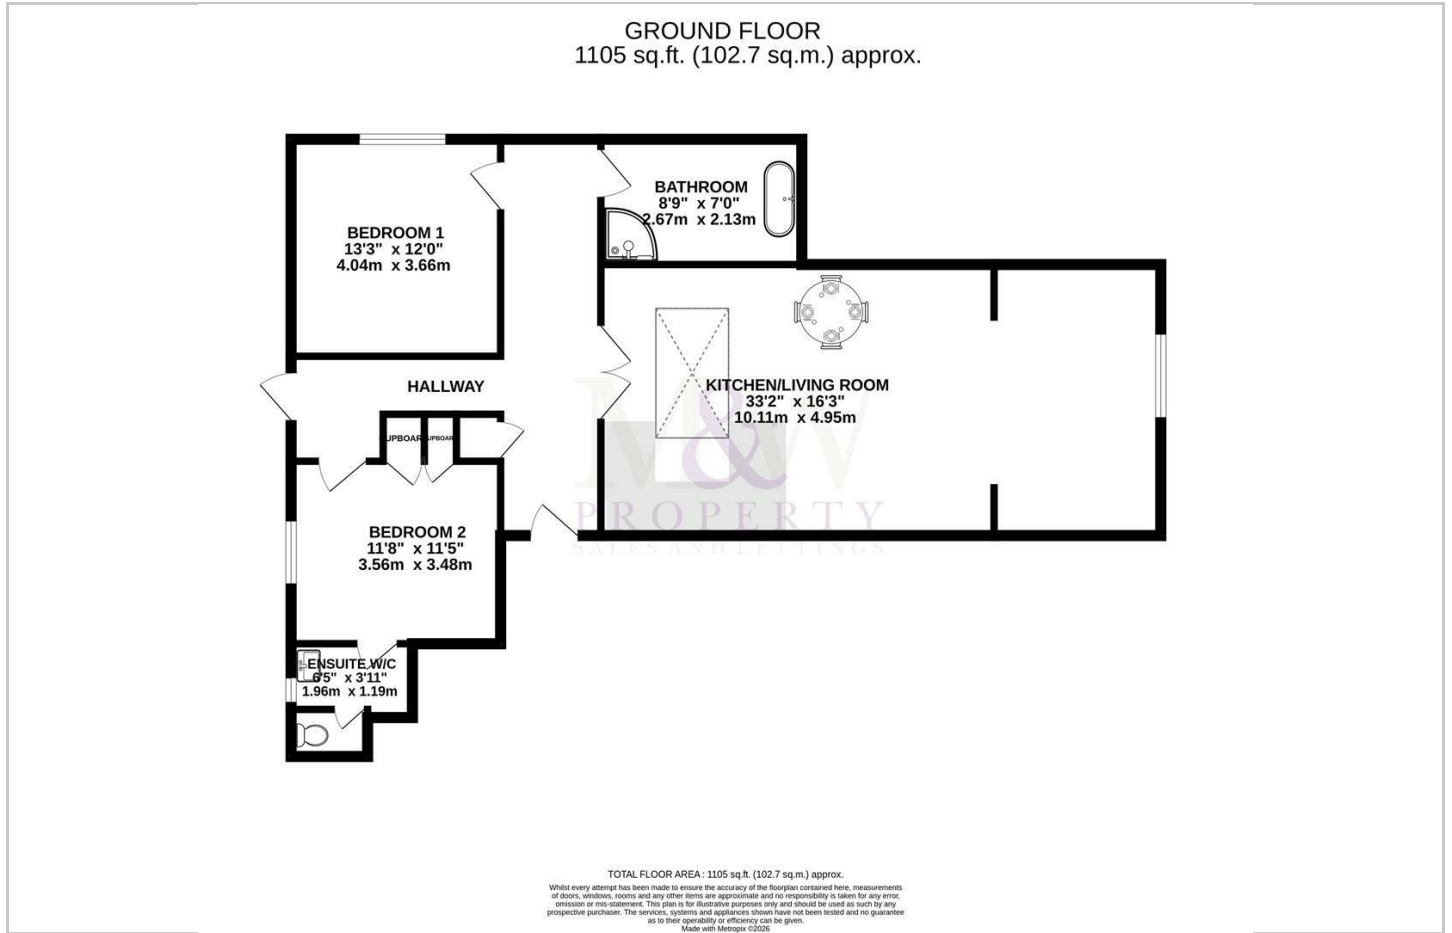 GROUND FLOOR
1105 sq.ft. (102.7 sq.m.) approx.
BATHROOM
8'9" x 7'0"
2.67m x 2.13m
BEDROOM 1
13'3" x 12'0"
4.04m x 3.66m
HALLWAY
KITCHEN/LIVING ROOM
33'2" x 16'3"
10.11m x 4.95m
UPBOAR
UPBOAR
M&W
PROPERTY
SALES AND LETTINGS
BEDROOM 2
11'8" x 11'5"
3.56m x 3.48m
ENSUITE W/C
6'5" x 3'11"
1.96m x 1.19m
TOTAL FLOOR AREA : 1105 sq.ft. (102.7 sq.m.) approx.
Whilst every attempt has been made to ensure the accuracy of the floorplan contained here, measurements
of doors, windows, rooms and any other items are approximate and no responsibility is taken for any error,
omission or mis-statement. This plan is for illustrative purposes only and should be used as such by any
prospective purchaser. The services, systems and appliances shown have not been tested and no guarantee
as to their operability or efficiency can be given.
Made with Metropix ©2026